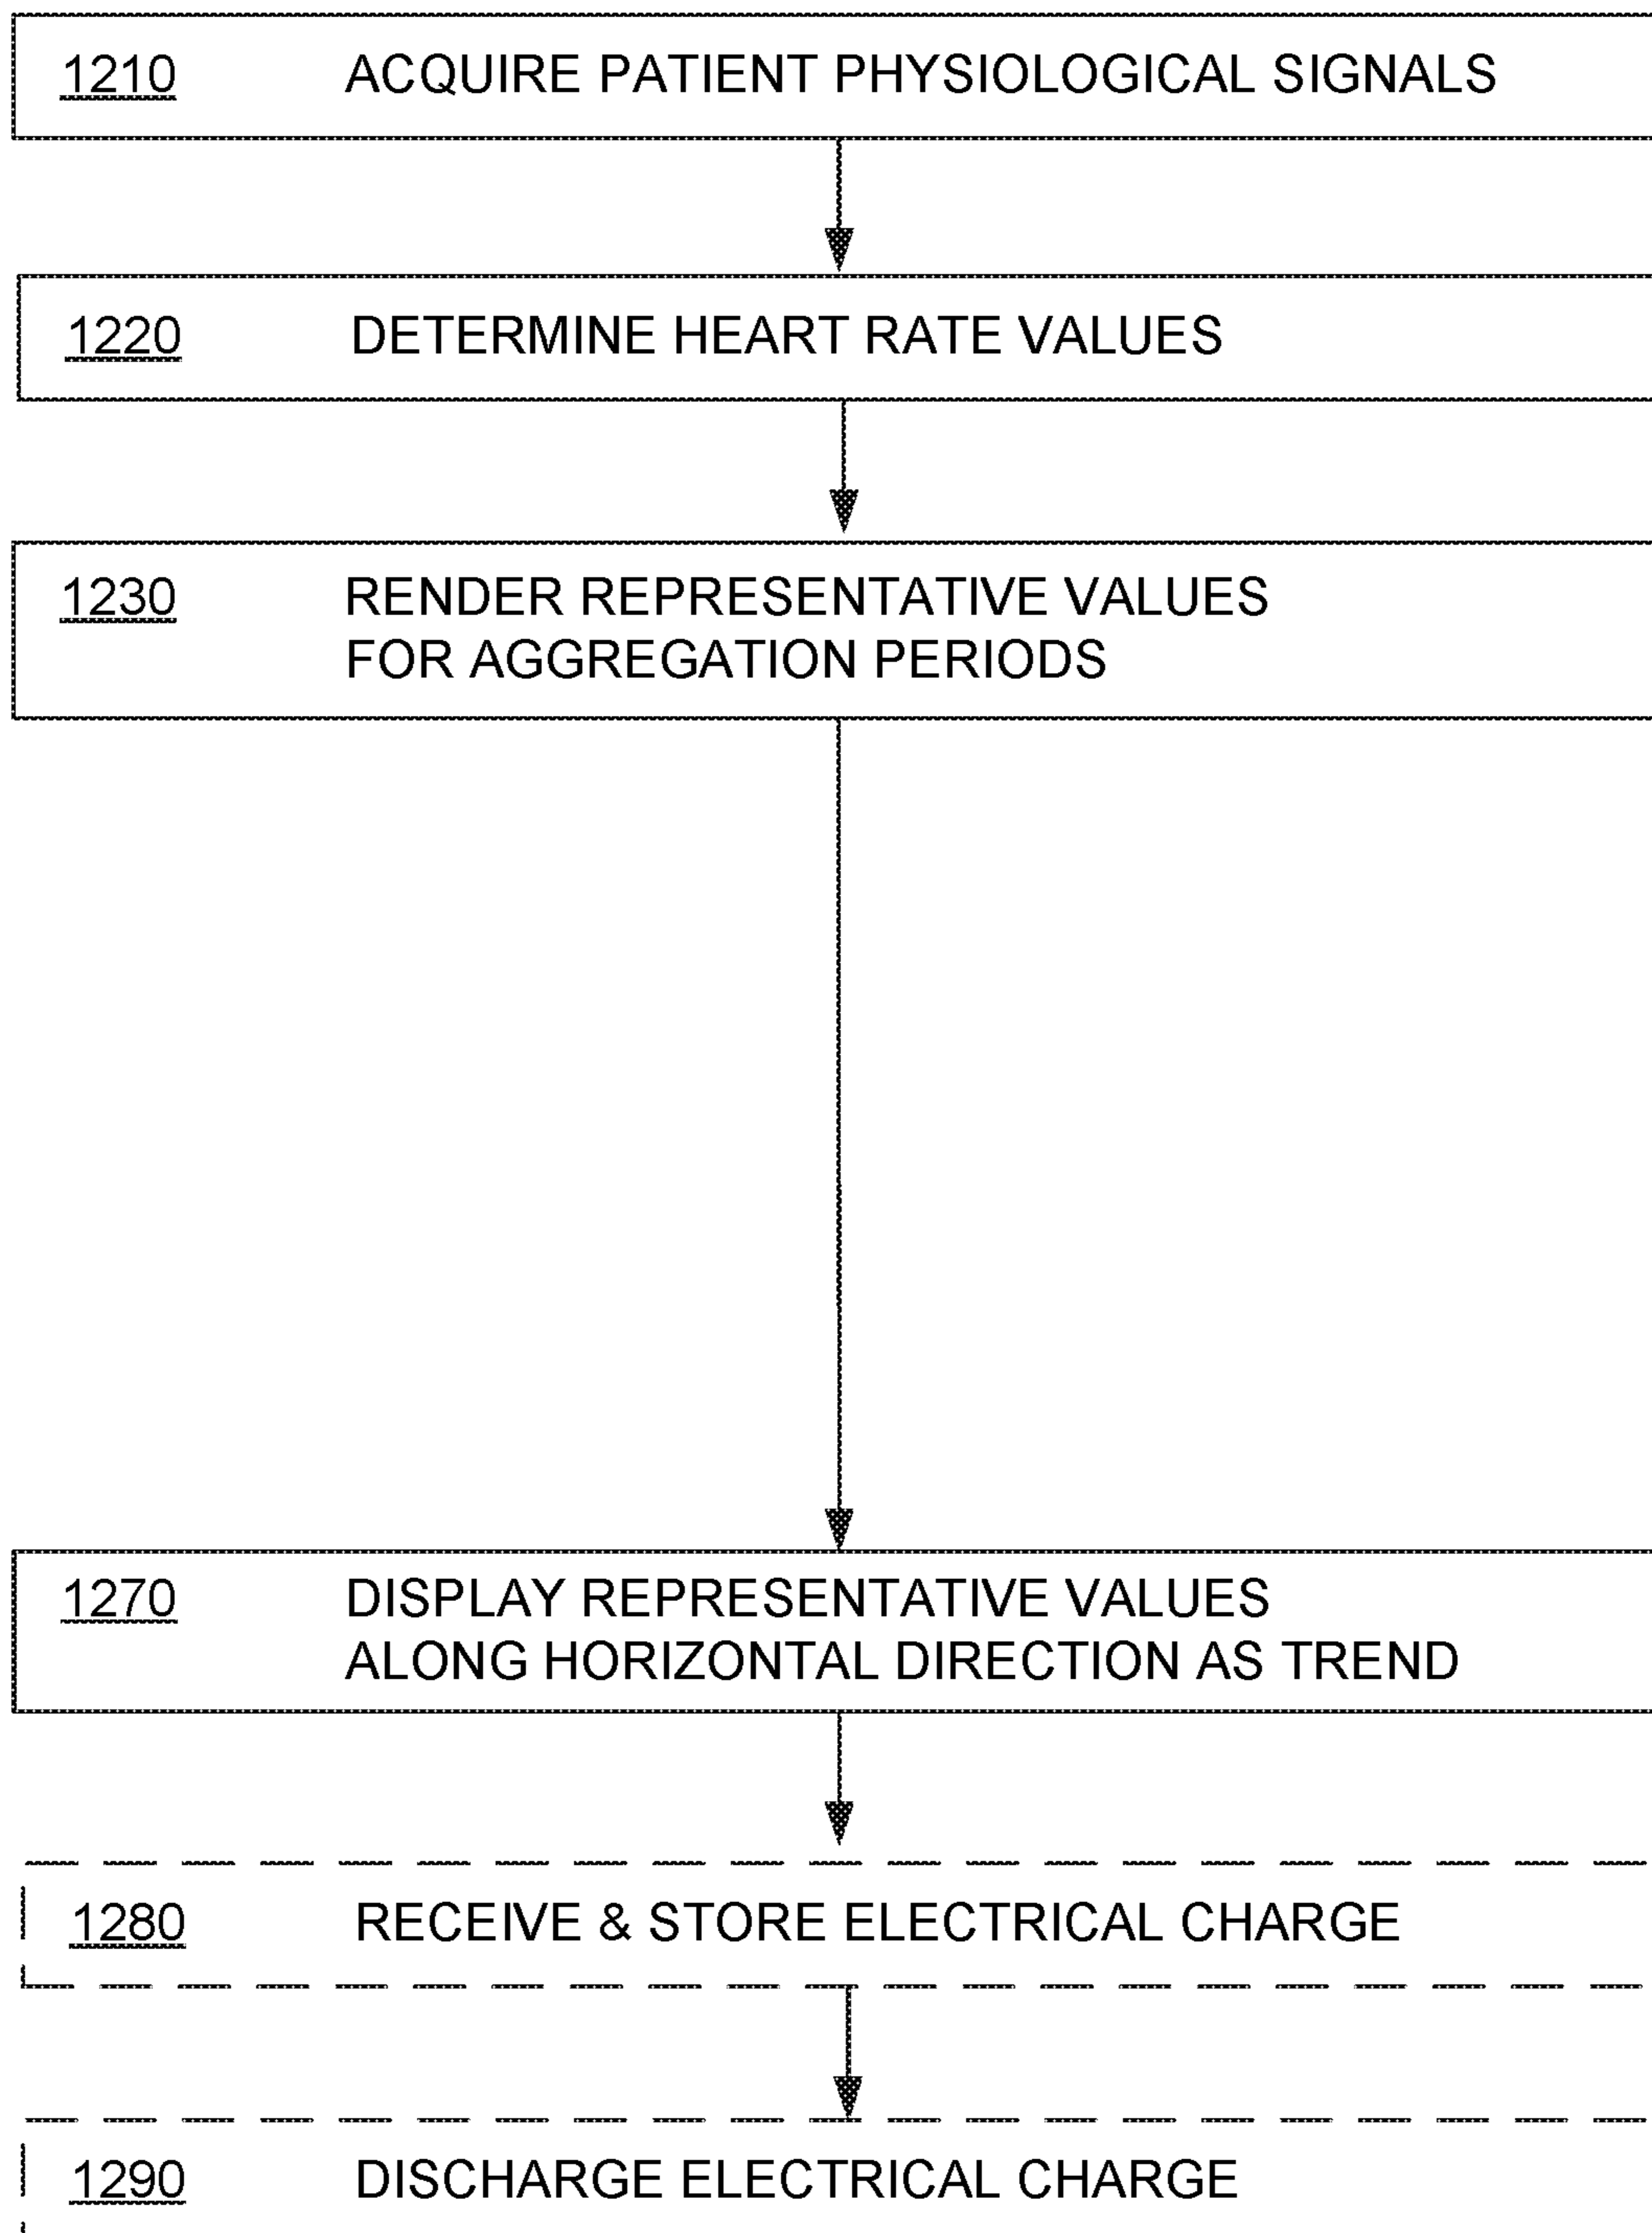 1210 ACQUIRE PATIENT PHYSIOLOGICAL SIGNALS
1220 DETERMINE HEART RATE VALUES
1230 RENDER REPRESENTATIVE VALUES
FOR AGGREGATION PERIODS
1270 DISPLAY REPRESENTATIVE VALUES
ALONG HORIZONTAL DIRECTION AS TREND
1280 RECEIVE & STORE ELECTRICAL CHARGE
1290 DISCHARGE ELECTRICAL CHARGE